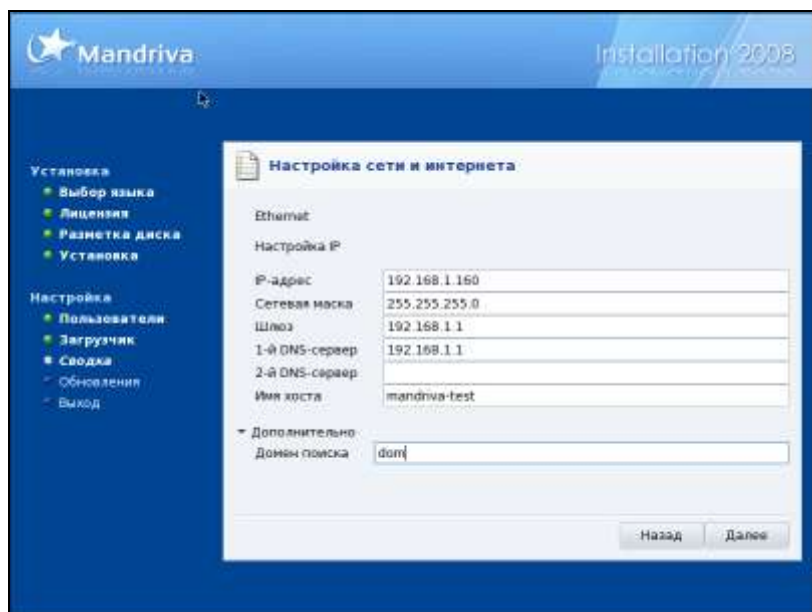 Mandriva
Installation 2008
Установка
Выбор языка
Лицензия
Разметка диска
Установка
Настройка
Пользователи
Загрузчик
Сводка
Обновления
Выход
Настройка сети и интернета
Ethernet
Настройка IP
IP-адрес 192.168.1.160
Сетевая маска 255.255.255.0
Шлюз 192.168.1.1
1-й DNS-сервер 192.168.1.1
2-й DNS-сервер
Имя хоста mandriva-test
Дополнительно
Домен поиска dom
Назад Далее